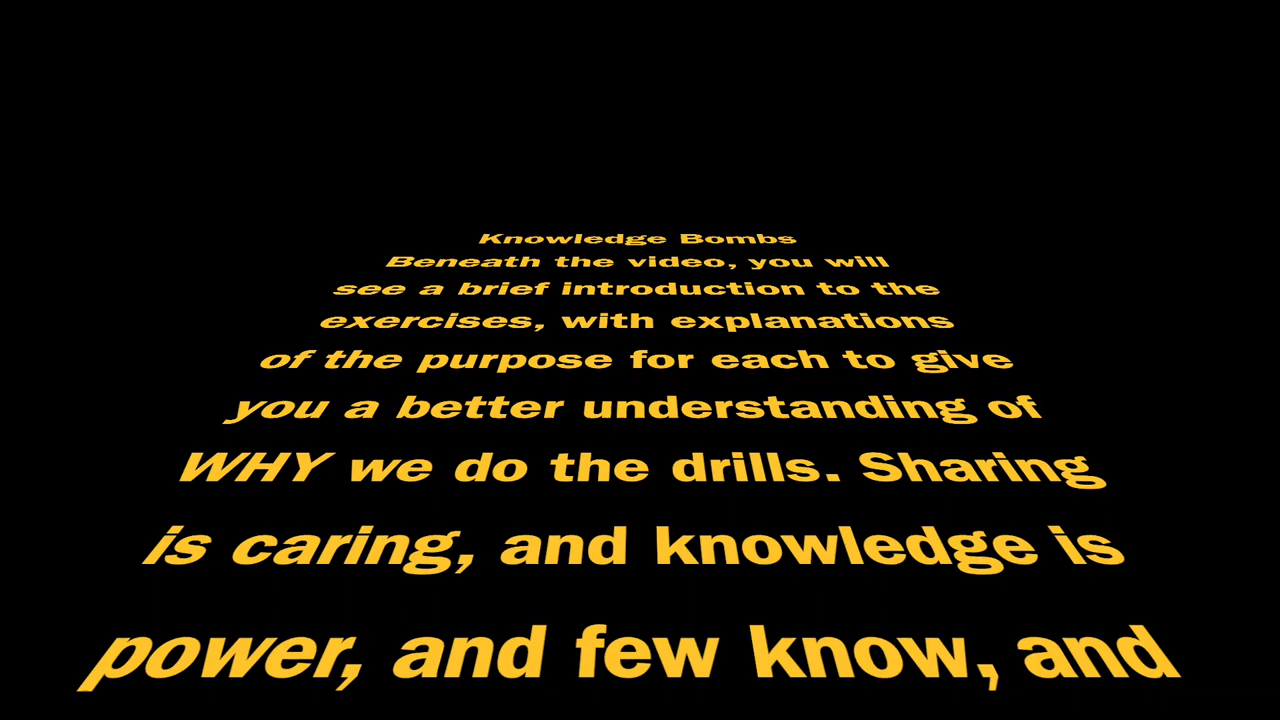 Knowledge Bombs
Beneath the video, you will
see a brief introduction to the
exercises, with explanations
of the purpose for each to give
you a better understanding of
WHY we do the drills. Sharing
is caring, and knowledge is
power, and few know, and